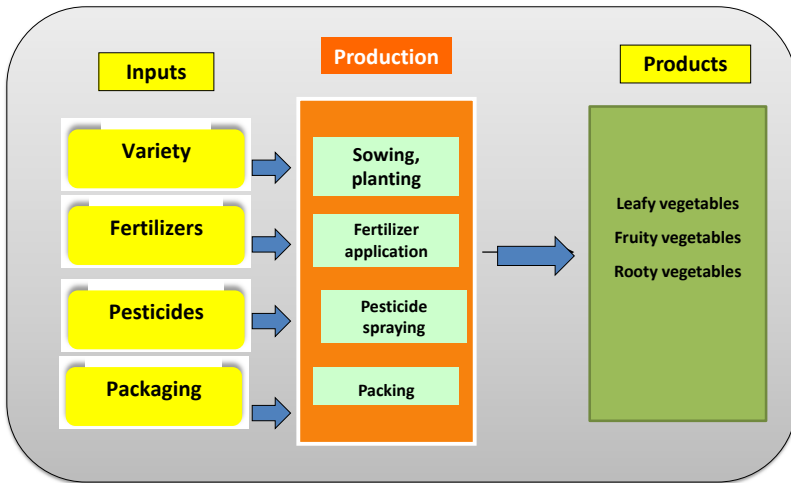 Inputs
Production
Products
Variety
Sowing,
planting
Fertilizers
Fertilizer
application
Pesticides
Pesticide
spraying
Packaging
Packing
Leafy vegetables
Fruity vegetables
Rooty vegetables